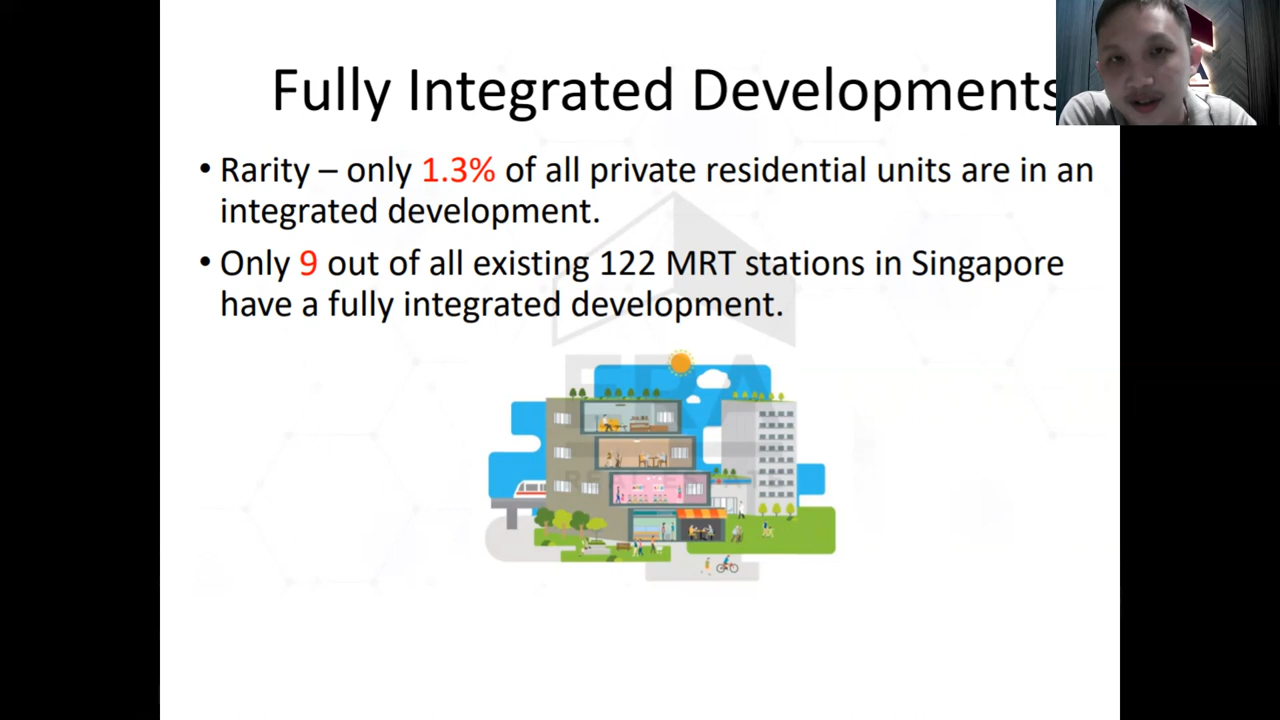 Fully Integrated Developments
• Rarity – only 1.3% of all private residential units are in an
integrated development.
• Only 9 out of all existing 122 MRT stations in Singapore
have a fully integrated development.
ERA